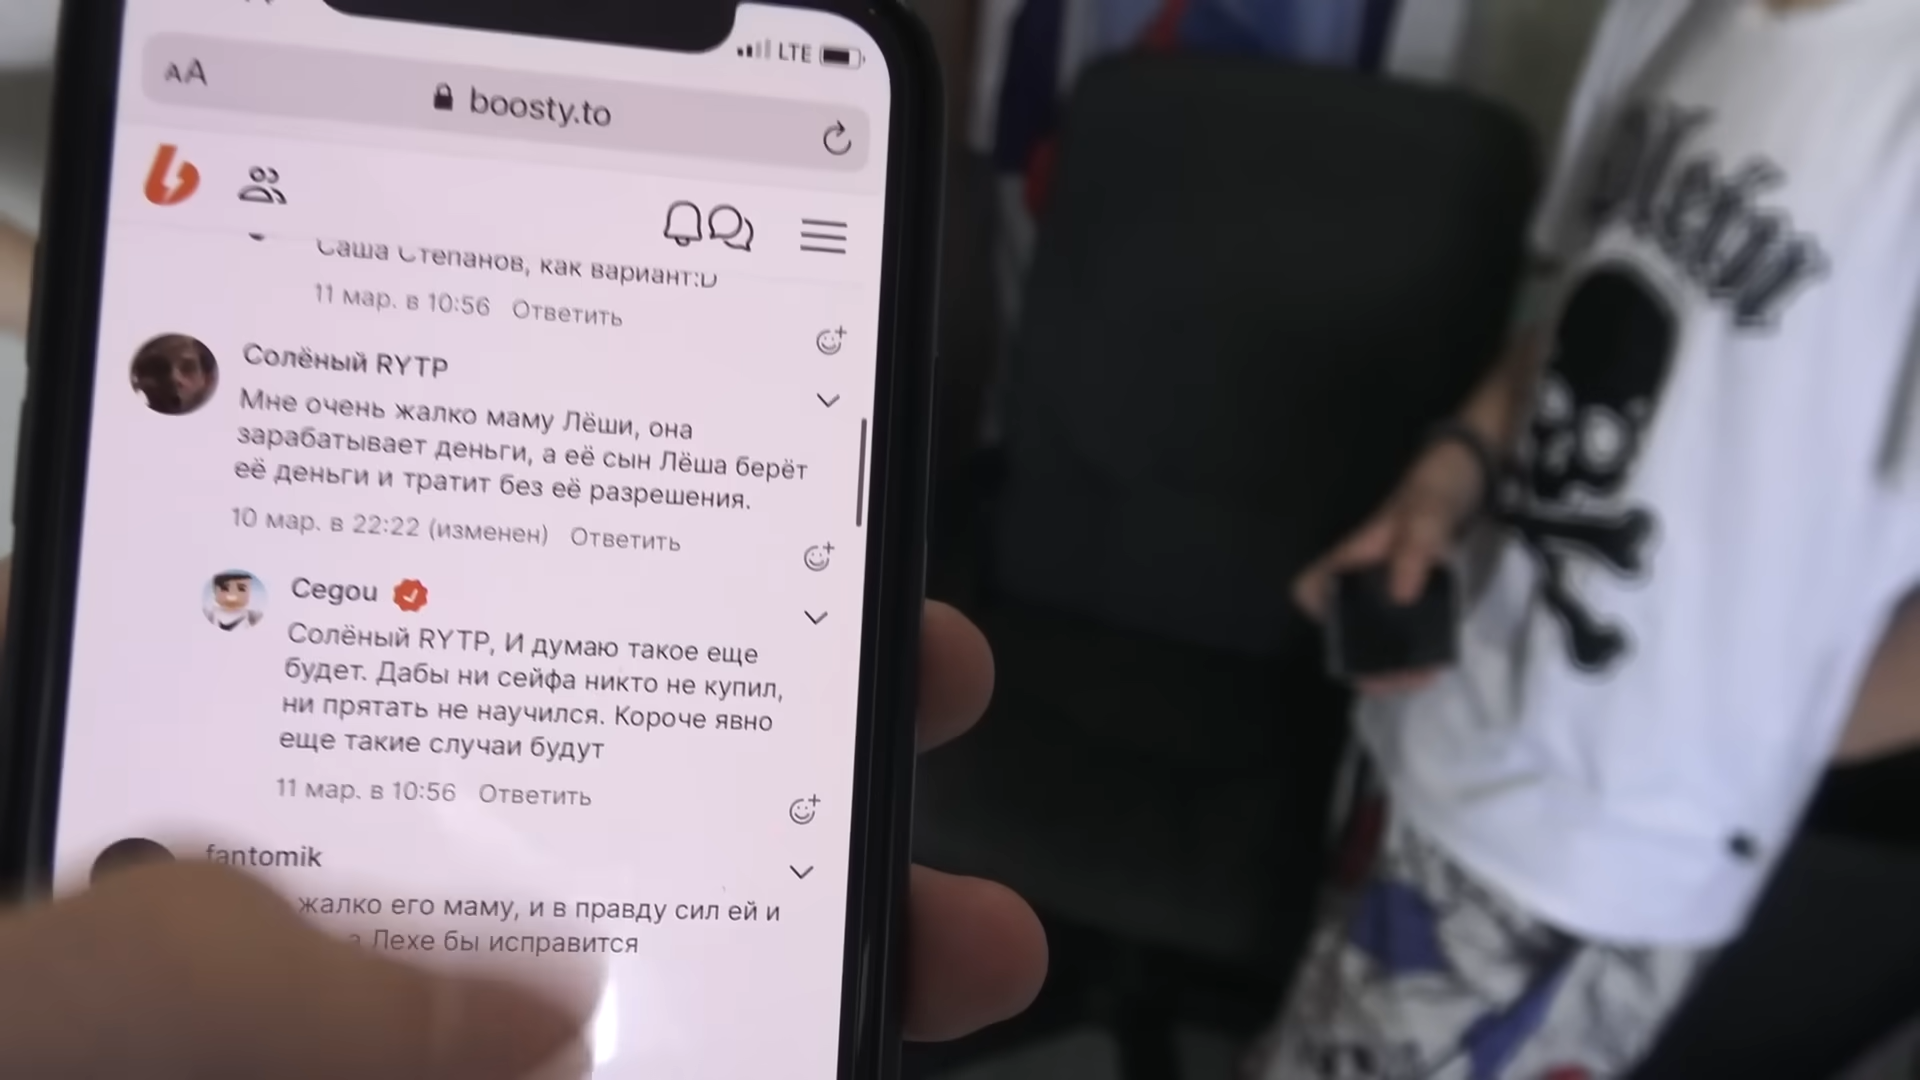 LTE
AA
boosty.to
Саша Степанов, как вариант:D
11 мар. в 10:56 Ответить
Солёный RYTP
Мне очень жалко маму Лёши, она
зарабатывает деньги, а её сын Лёша берёт
её деньги и тратит без её разрешения.
10 мар. в 22:22 (изменен) Ответить
Cegou
Солёный RYTP, И думаю такое еще
будет. Дабы ни сейфа никто не купил,
ни прятать не научился. Короче явно
еще такие случаи будут
11 мар. в 10:56 Ответить
fantomik
жалко его маму, и в правду сил ей и
Лехе бы исправится